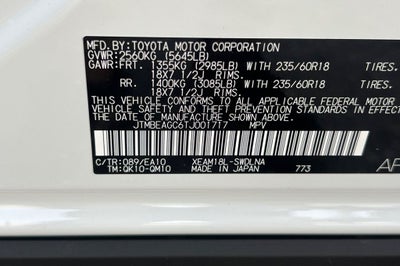 MFD.BY:TOYOTA MOTOR CORPORATION
GVWR:2560KG (5645LB)
GAWR:FRT. 1355KG (2985LB) WITH 235/60R18 TIRES.
18X7 1/2J RIMS.
RR. 1400KG (3085LB) WITH 235/60R18 TIRES.
18X7 1/2J RIMS.
THIS VEHICLE CONFORMS TO ALL APPLICABLE FEDERAL MOTOR
VEHICLE SAFETY AND THEFT PREVENTION STANDARDS
IN EFFECT ON THE DATE OF MANUFACTURE SHOWN ABOVE.
JTMBEAGC6TJ001717 MPV
C/TR:089/EA10 XEAM18L-SWDLNA
TM:QK10-QM10 MADE IN JAPAN 773